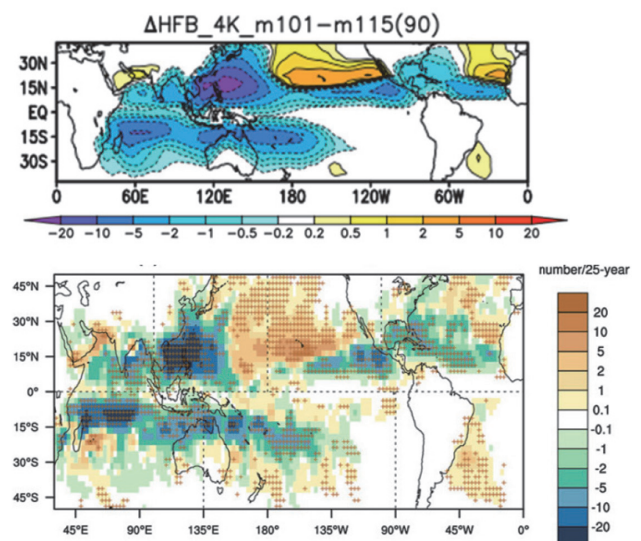 ΔHFB_4K_m101−m115(90)
30N
15N
EQ
15S
30S
0 60E 120E 180 120W 60W 0
−20 −10 −5 −2 −1 −0.5 −0.2 0.2 0.5 1 2 5 10 20
number/25-year
45°N
30°N
15°N
0°
15°S
30°S
45°S
45°E 90°E 135°E 180° 135°W 90°W 45°W 0°
20
10
5
2
1
0.1
-0.1
-1
-2
-5
-10
-20